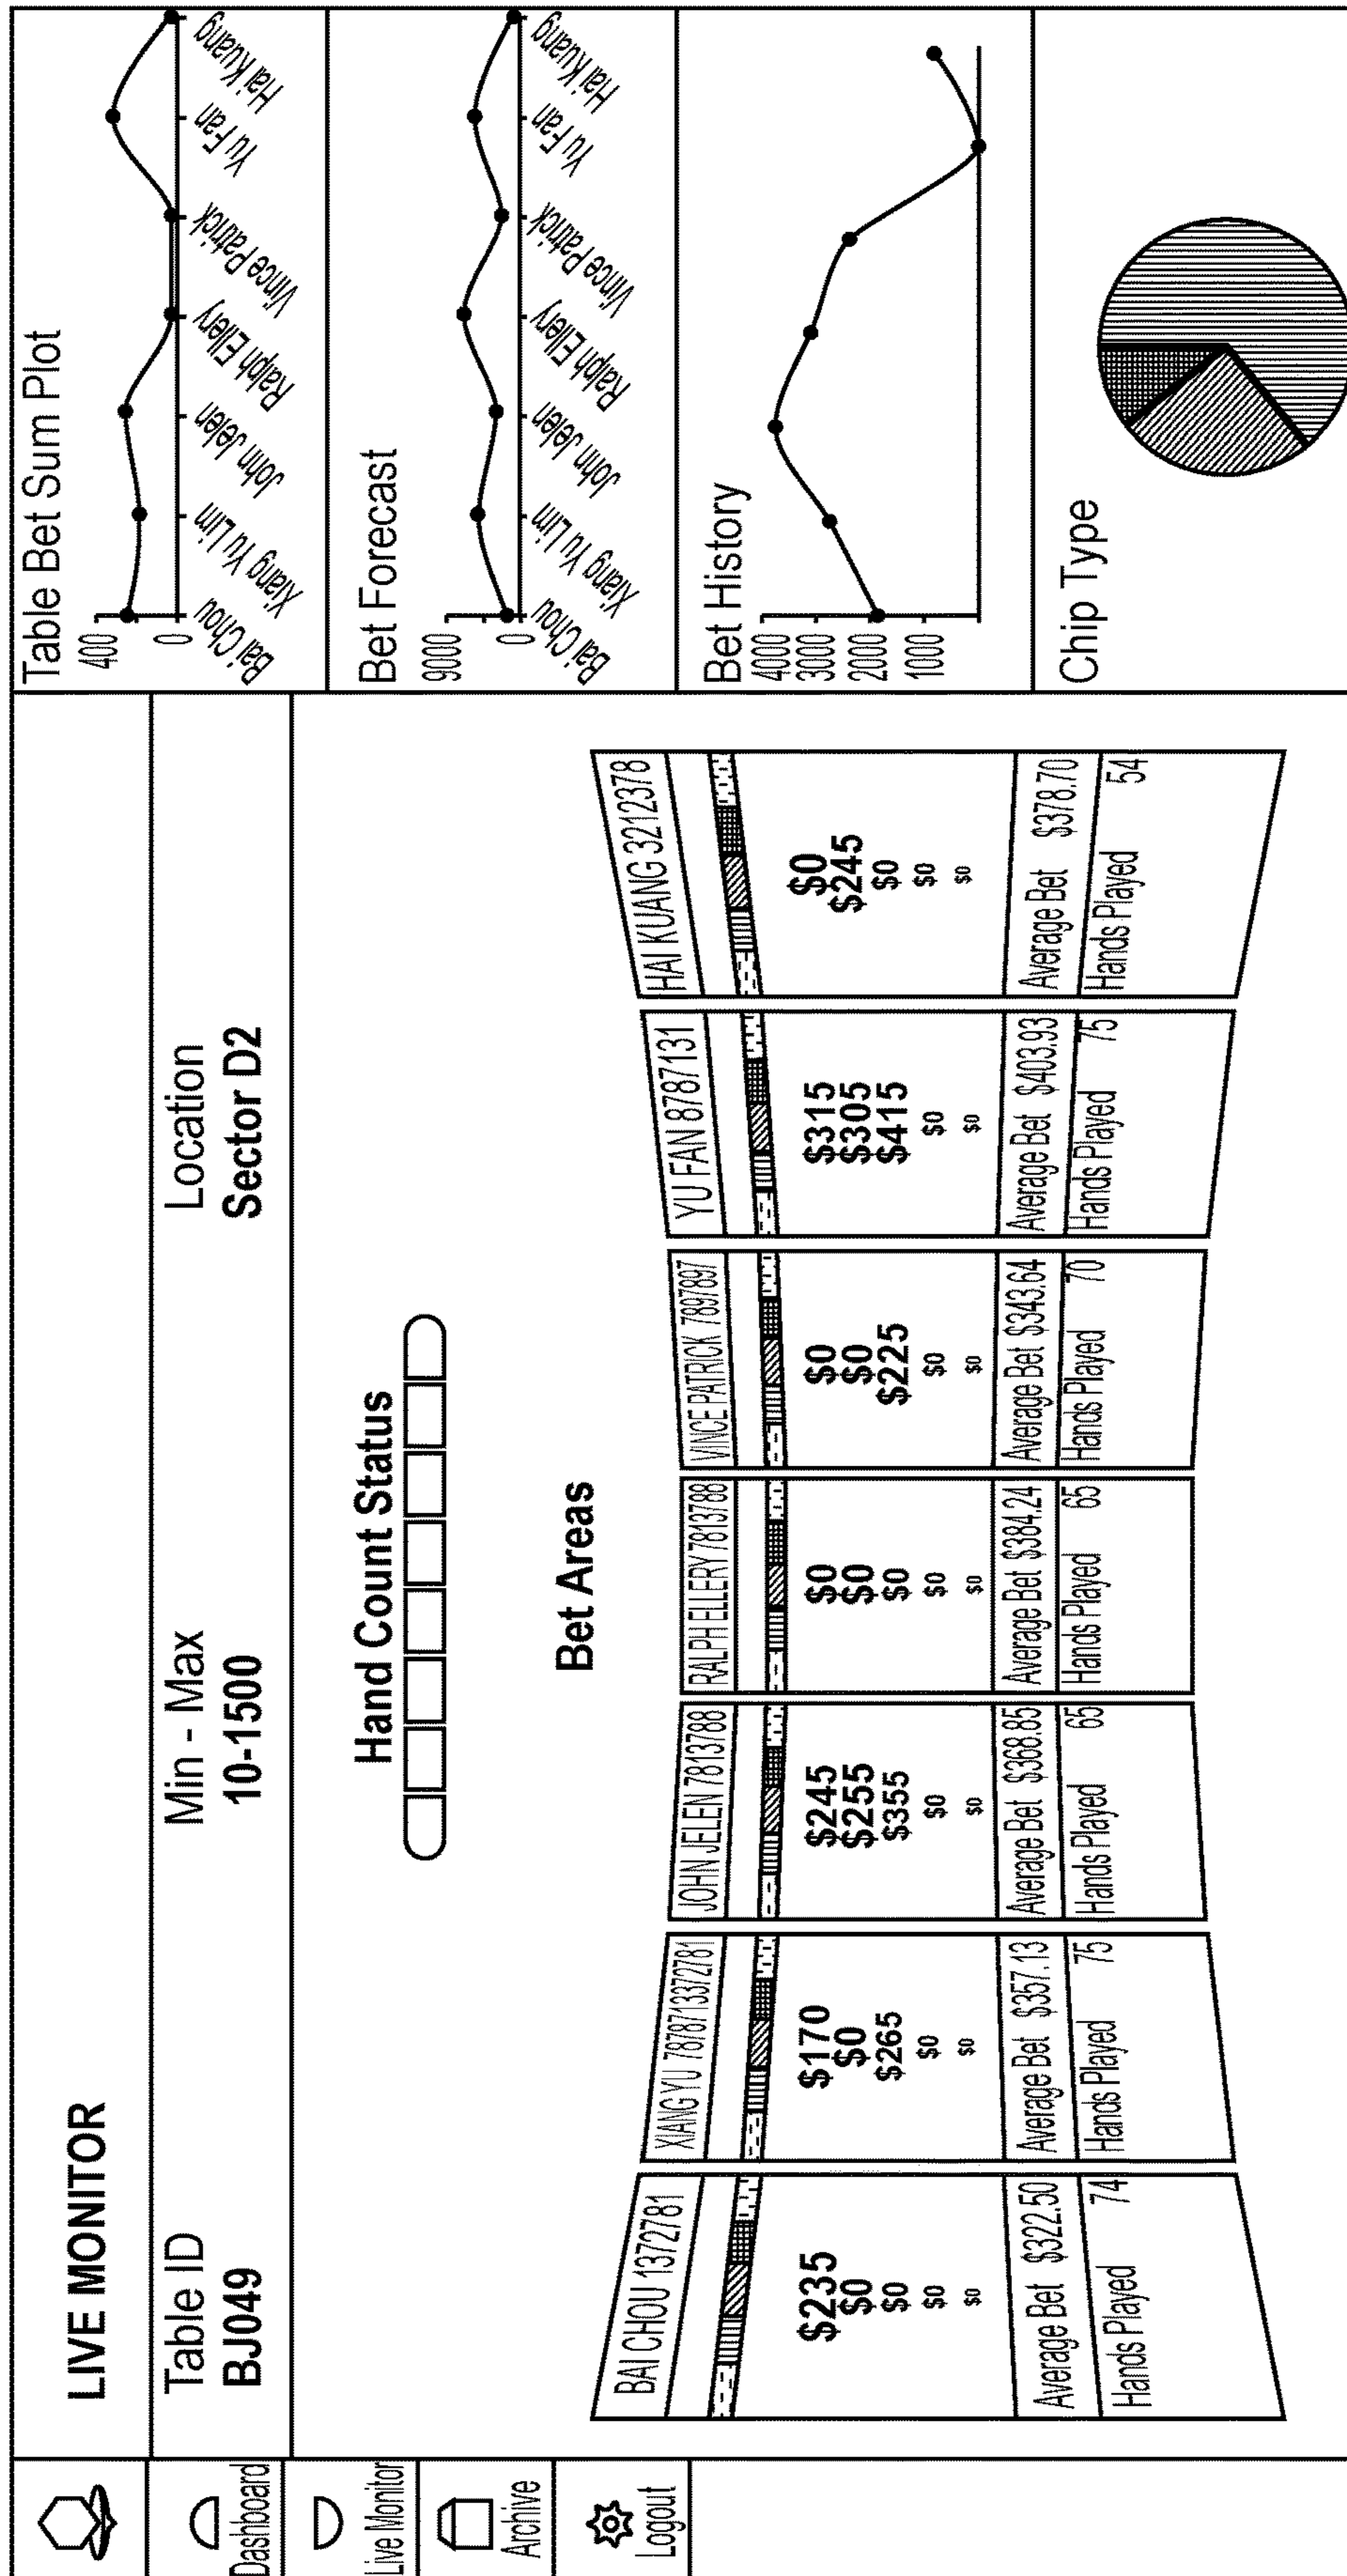 Dashboard
Live Monitor
Archive
Logout
LIVE MONITOR
Table ID
BJ049
Min - Max
10-1500
Location
Sector D2
Hand Count Status
Bet Areas
BAI CHOU 1372781
$235
$0
$0
$0
$0
Average Bet $322.50
Hands Played 74
XIANG YU 7878713372781
$170
$0
$265
$0
$0
Average Bet $357.13
Hands Played 75
JOHN JELEN 7813788
$245
$255
$355
$0
$0
Average Bet $368.85
Hands Played 65
RALPH ELLERY 7813788
$0
$0
$0
$0
$0
Average Bet $384.24
Hands Played 65
VINCE PATRICK 7897897
$0
$0
$225
$0
$0
Average Bet $343.64
Hands Played 70
YU FAN 8787131
$315
$305
$415
$0
$0
Average Bet $403.93
Hands Played 75
HAI KUANG 3212378
$0
$245
$0
$0
$0
Average Bet $378.70
Hands Played 54
Table Bet Sum Plot
400
0
Bai Chou
Xiang Yu Lim
John Jelen
Ralph Ellery
Vince Patrick
Yu Fan
Hai Kuang
Bet Forecast
9000
0
Bai Chou
Xiang Yu Lim
John Jelen
Ralph Ellery
Vince Patrick
Yu Fan
Hai Kuang
Bet History
4000
3000
2000
1000
Chip Type